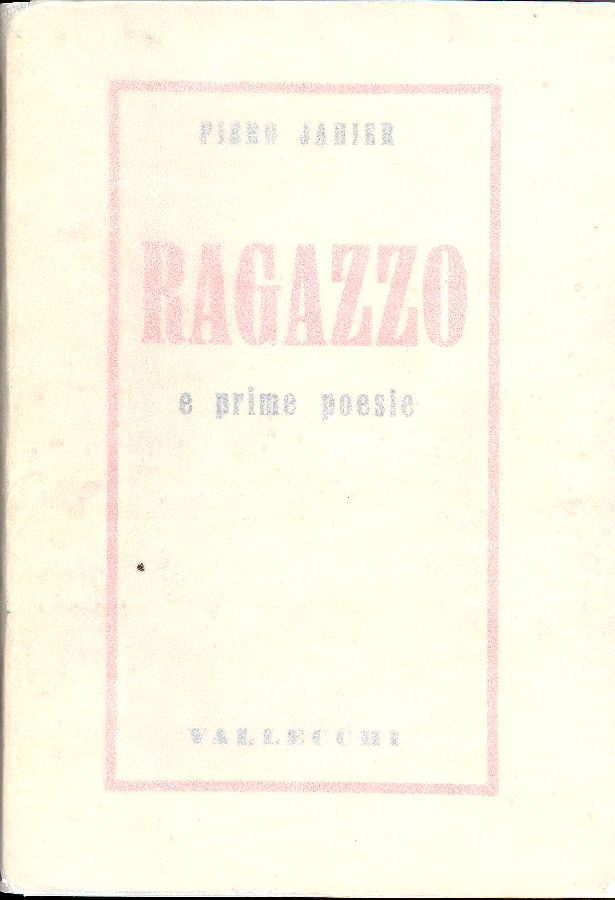 PIERO JAHIER
RAGAZZO
e prime poesie
VALLECCHI